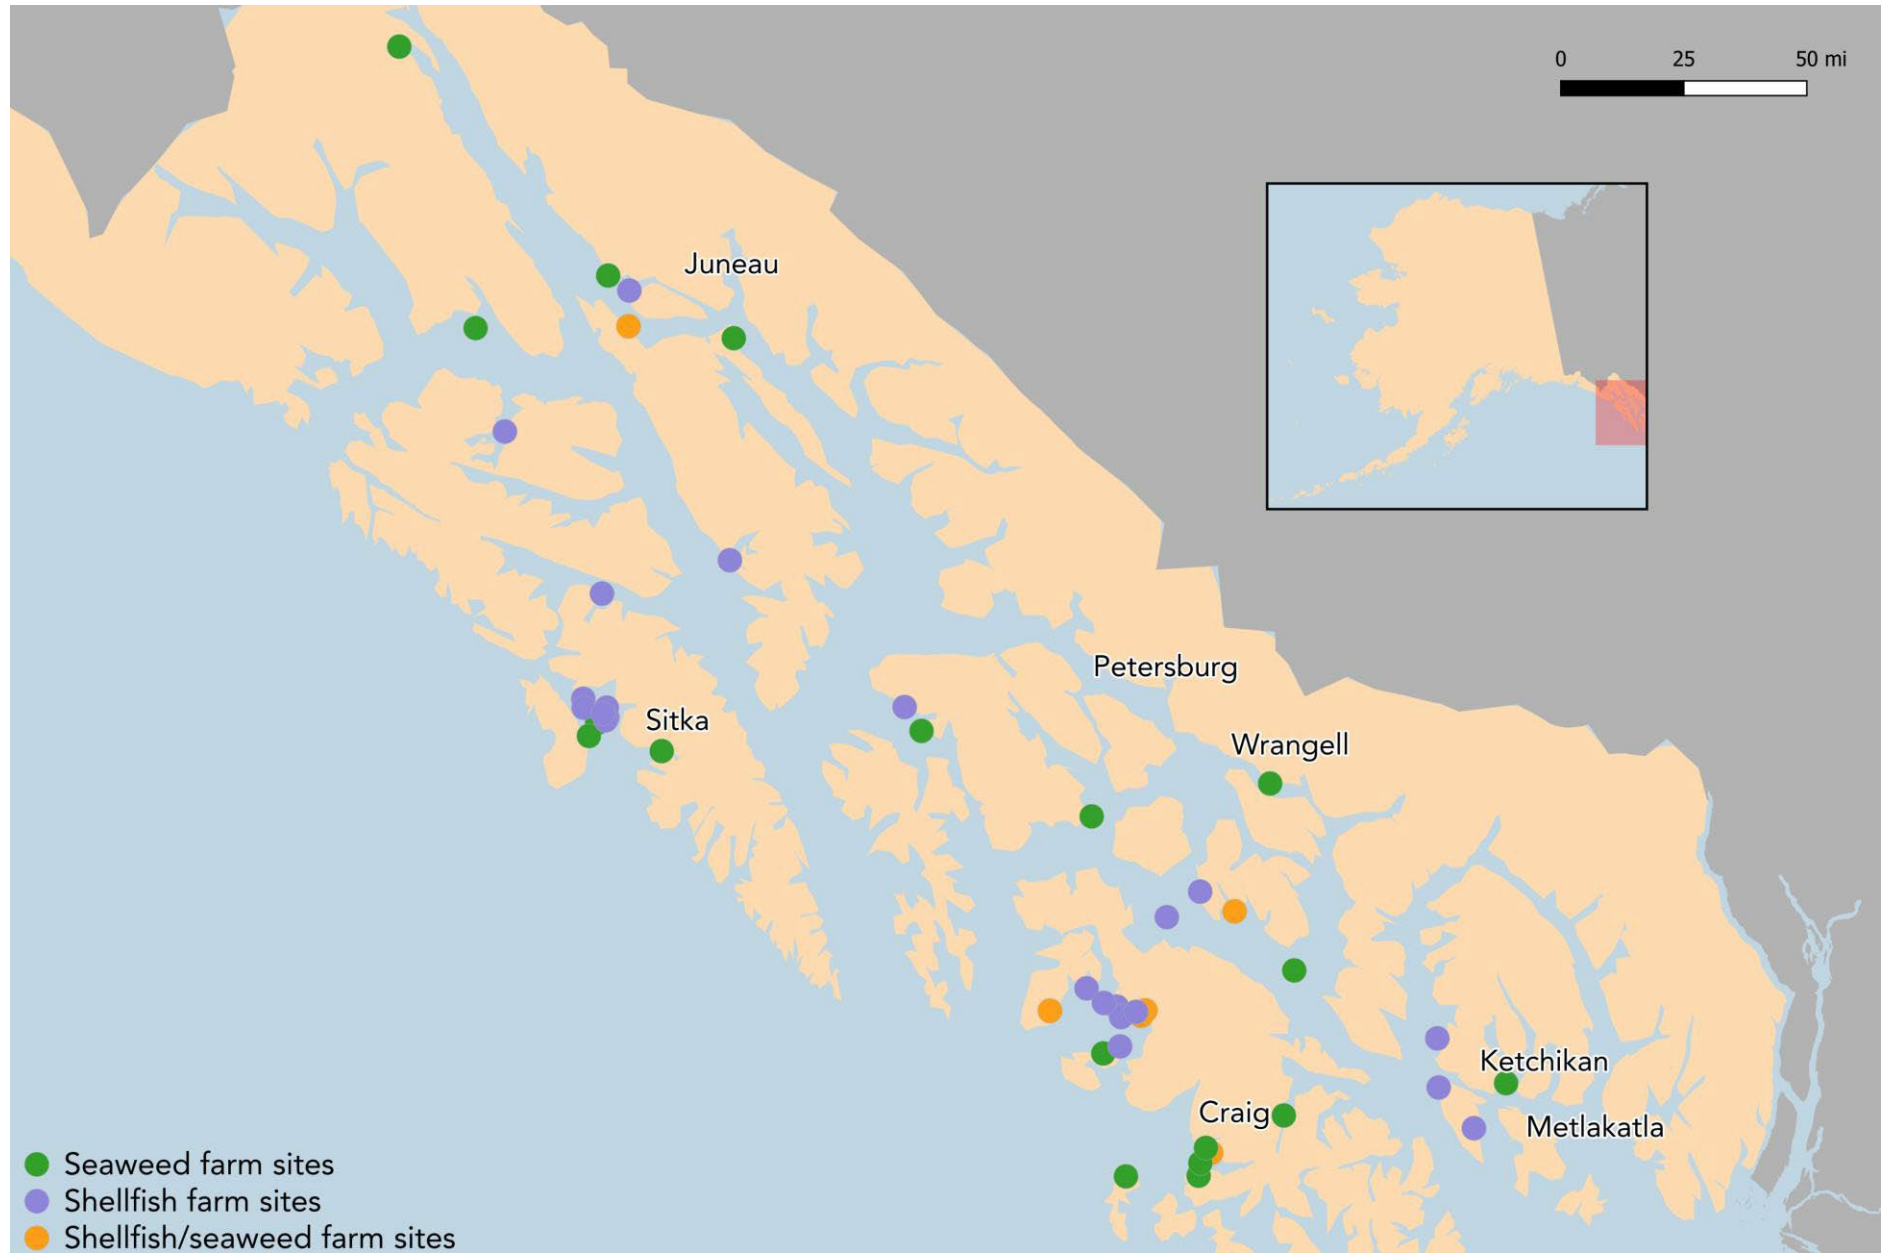 0 25 50 mi
Juneau
Petersburg
Sitka
Wrangell
Ketchikan
Craig
Metlakatla
Seaweed farm sites
Shellfish farm sites
Shellfish/seaweed farm sites